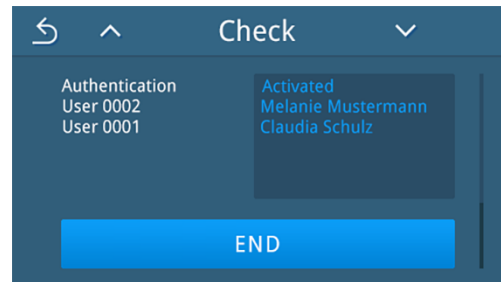 Check
Authentication Activated
User 0002 Melanie Mustermann
User 0001 Claudia Schulz
END